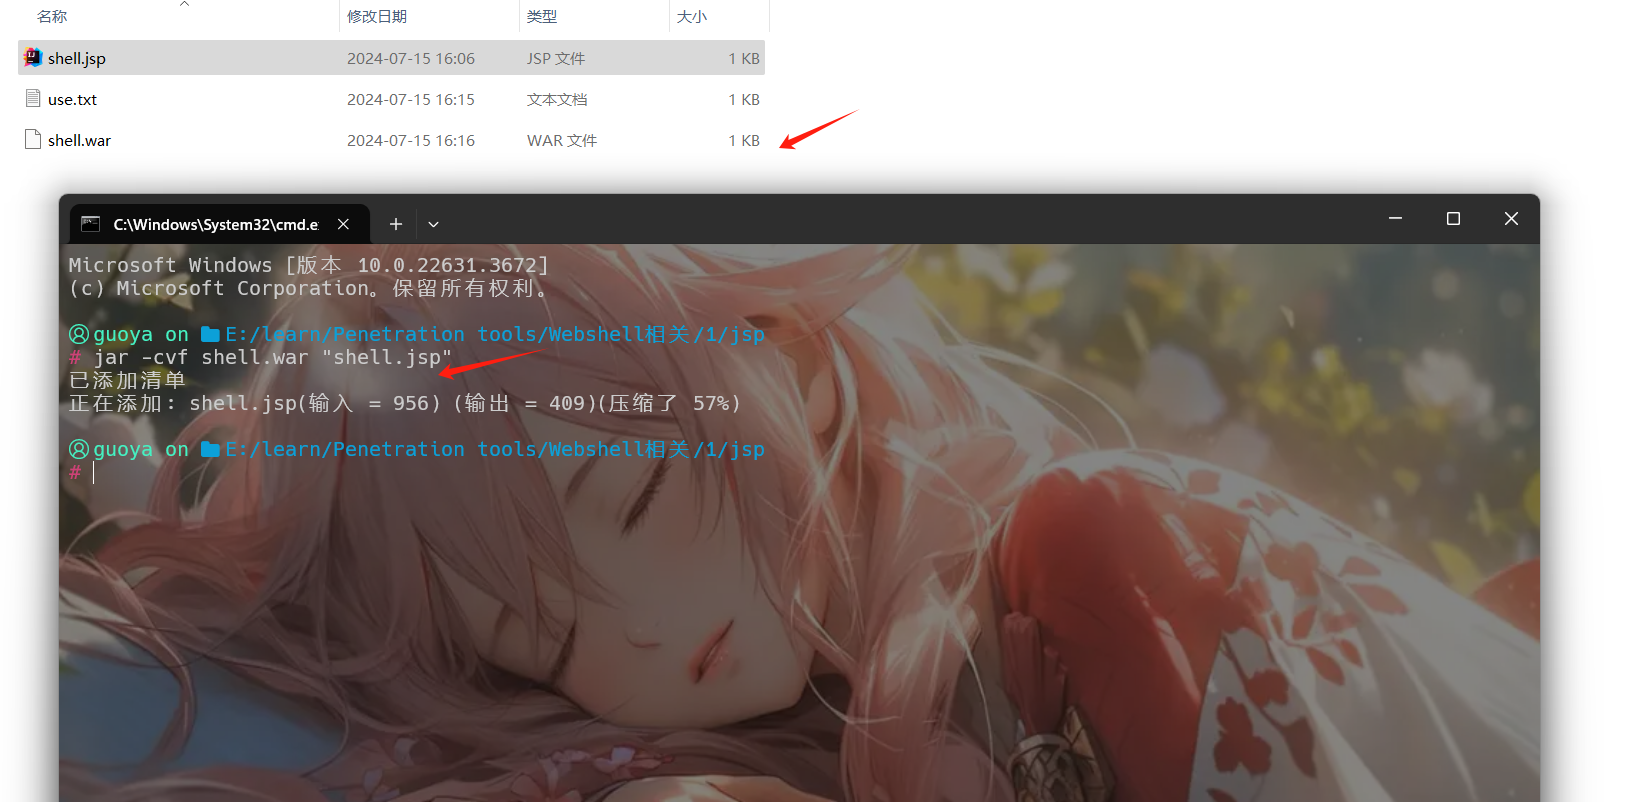 名称 修改日期 类型 大小
shell.jsp 2024-07-15 16:06 JSP 文件 1 KB
use.txt 2024-07-15 16:15 文本文档 1 KB
shell.war 2024-07-15 16:16 WAR 文件 1 KB
C:\Windows\System32\cmd.e
Microsoft Windows [版本 10.0.22631.3672]
(c) Microsoft Corporation。保留所有权利。
guoya on E:/learn/Penetration tools/Webshell相关/1/jsp
# jar -cvf shell.war "shell.jsp"
已添加清单
正在添加: shell.jsp(输入 = 956) (输出 = 409)(压缩了 57%)
guoya on E:/learn/Penetration tools/Webshell相关/1/jsp
#